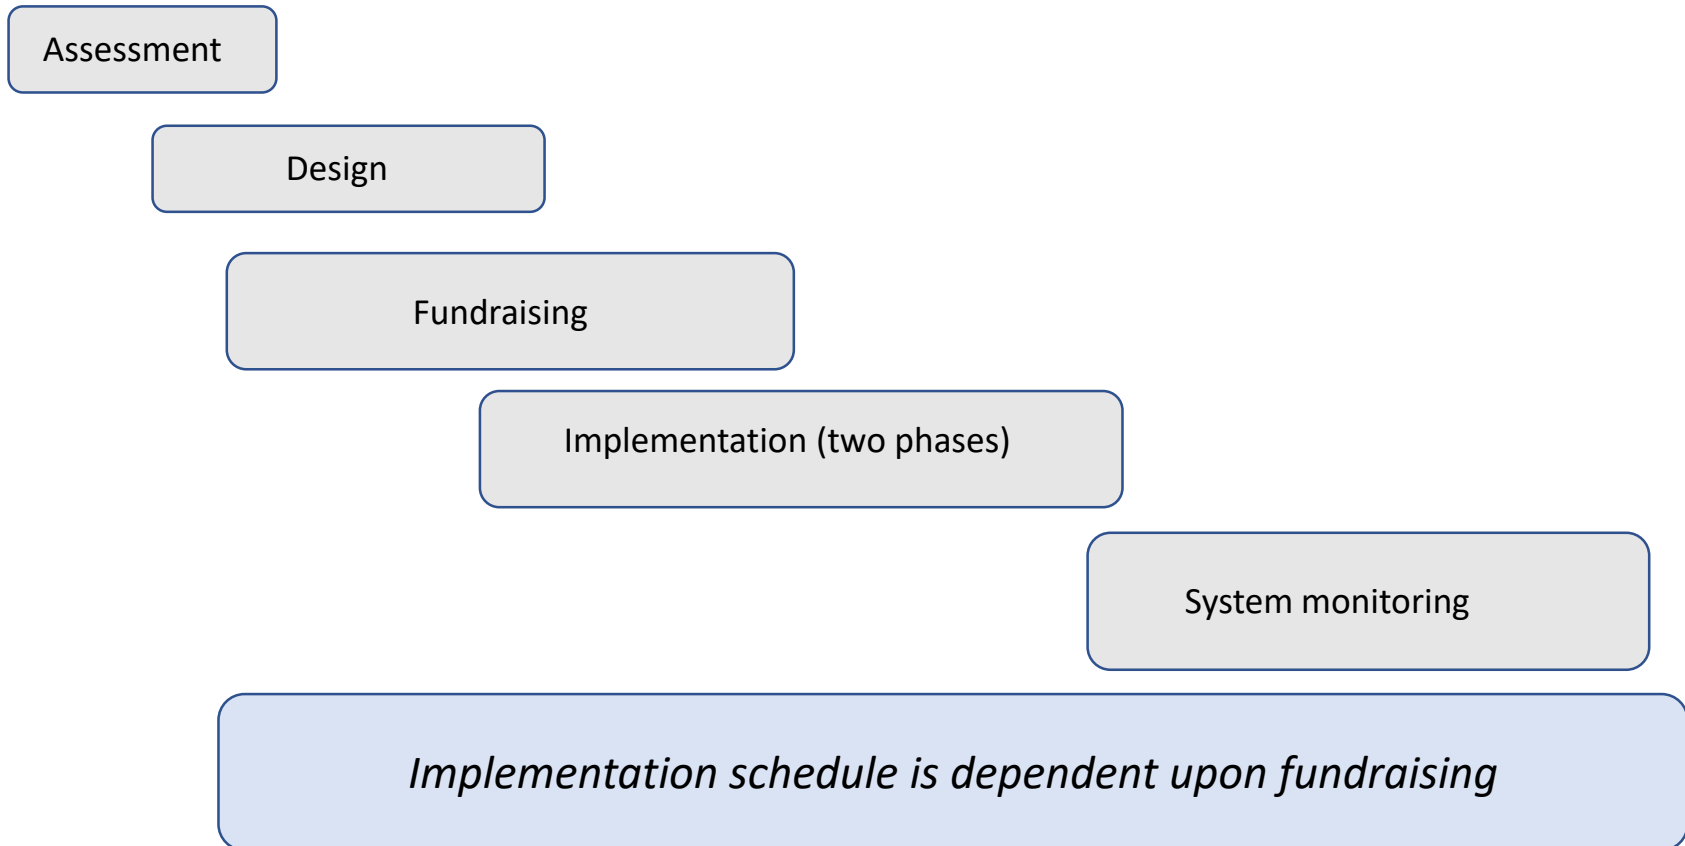 Assessment
Design
Fundraising
Implementation (two phases)
System monitoring
Implementation schedule is dependent upon fundraising